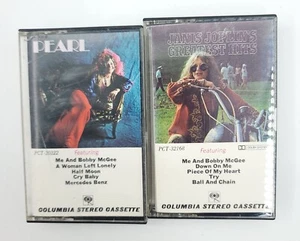 PEARL
PCT-30322
featuring
Me And Bobby McGee
A Woman Left Lonely
Half Moon
Cry Baby
Mercedes Benz
COLUMBIA STEREO CASSETTE
JANIS JOPLIN'S
GREATEST HITS
PCT-32168
featuring
Me And Bobby McGee
Down On Me
Piece Of My Heart
Try
Ball And Chain
COLUMBIA STEREO CASSETTE